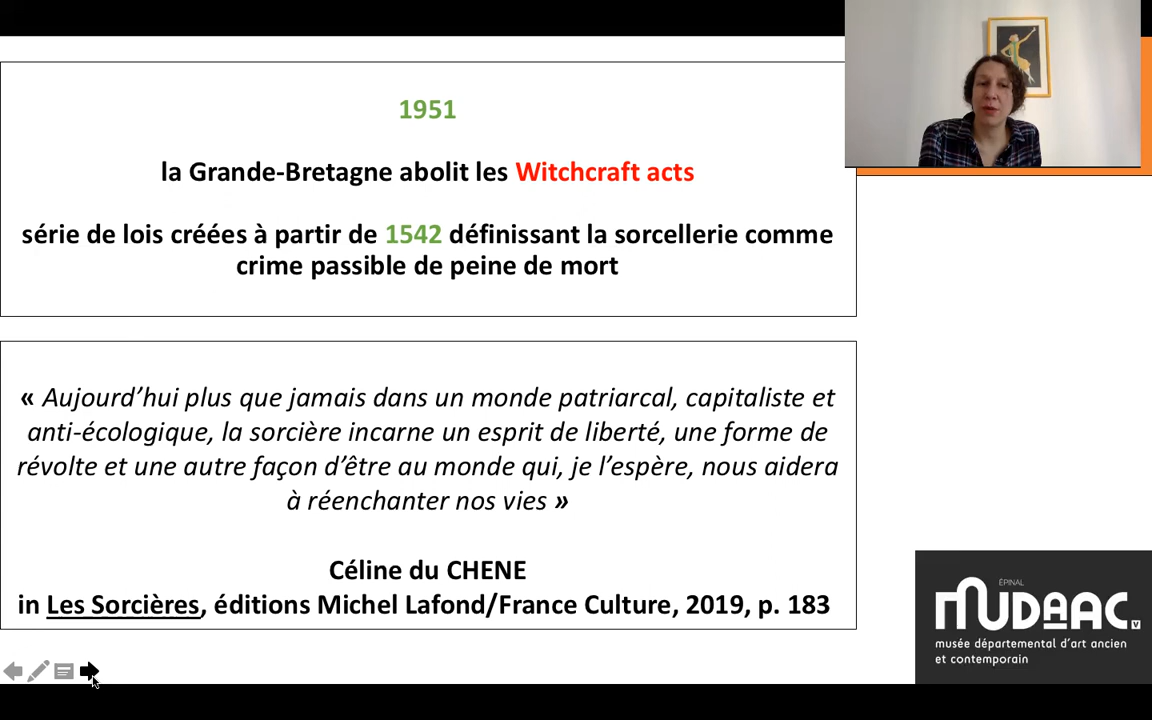 1951
la Grande-Bretagne abolit les Witchcraft acts
série de lois créées à partir de 1542 définissant la sorcellerie comme
crime passible de peine de mort
« Aujourd’hui plus que jamais dans un monde patriarcal, capitaliste et
anti-écologique, la sorcière incarne un esprit de liberté, une forme de
révolte et une autre façon d’être au monde qui, je l’espère, nous aidera
à réenchanter nos vies »
Céline du CHENE
in Les Sorcières, éditions Michel Lafond/France Culture, 2019, p. 183
ÉPINAL
MUDAAC
V
musée départemental d’art ancien
et contemporain